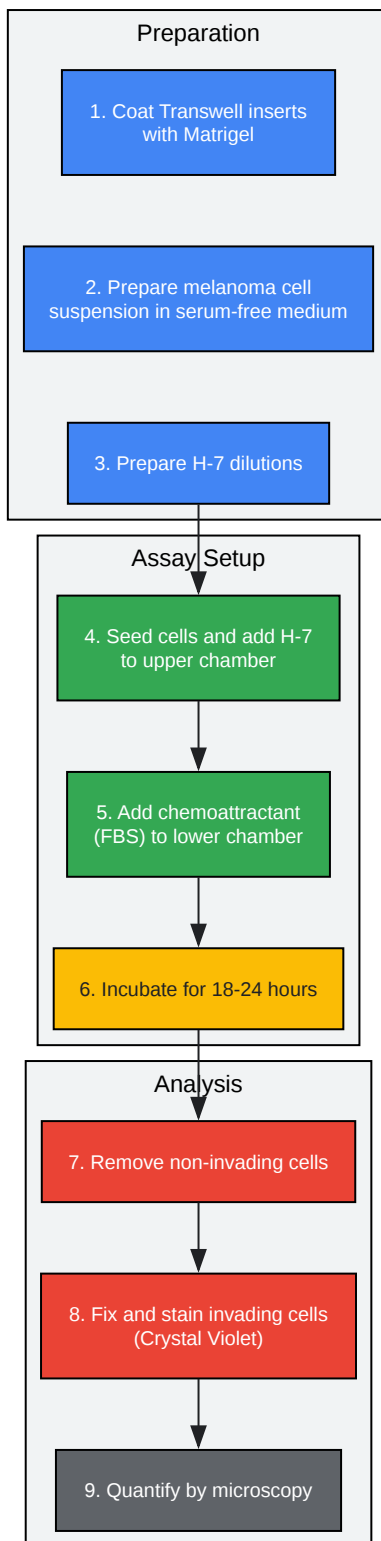 Preparation
1. Coat Transwell inserts
with Matrigel
2. Prepare melanoma cell
suspension in serum-free medium
3. Prepare H-7 dilutions
Assay Setup
4. Seed cells and add H-7
to upper chamber
5. Add chemoattractant
(FBS) to lower chamber
6. Incubate for 18-24 hours
Analysis
7. Remove non-invading cells
8. Fix and stain invading cells
(Crystal Violet)
9. Quantify by microscopy